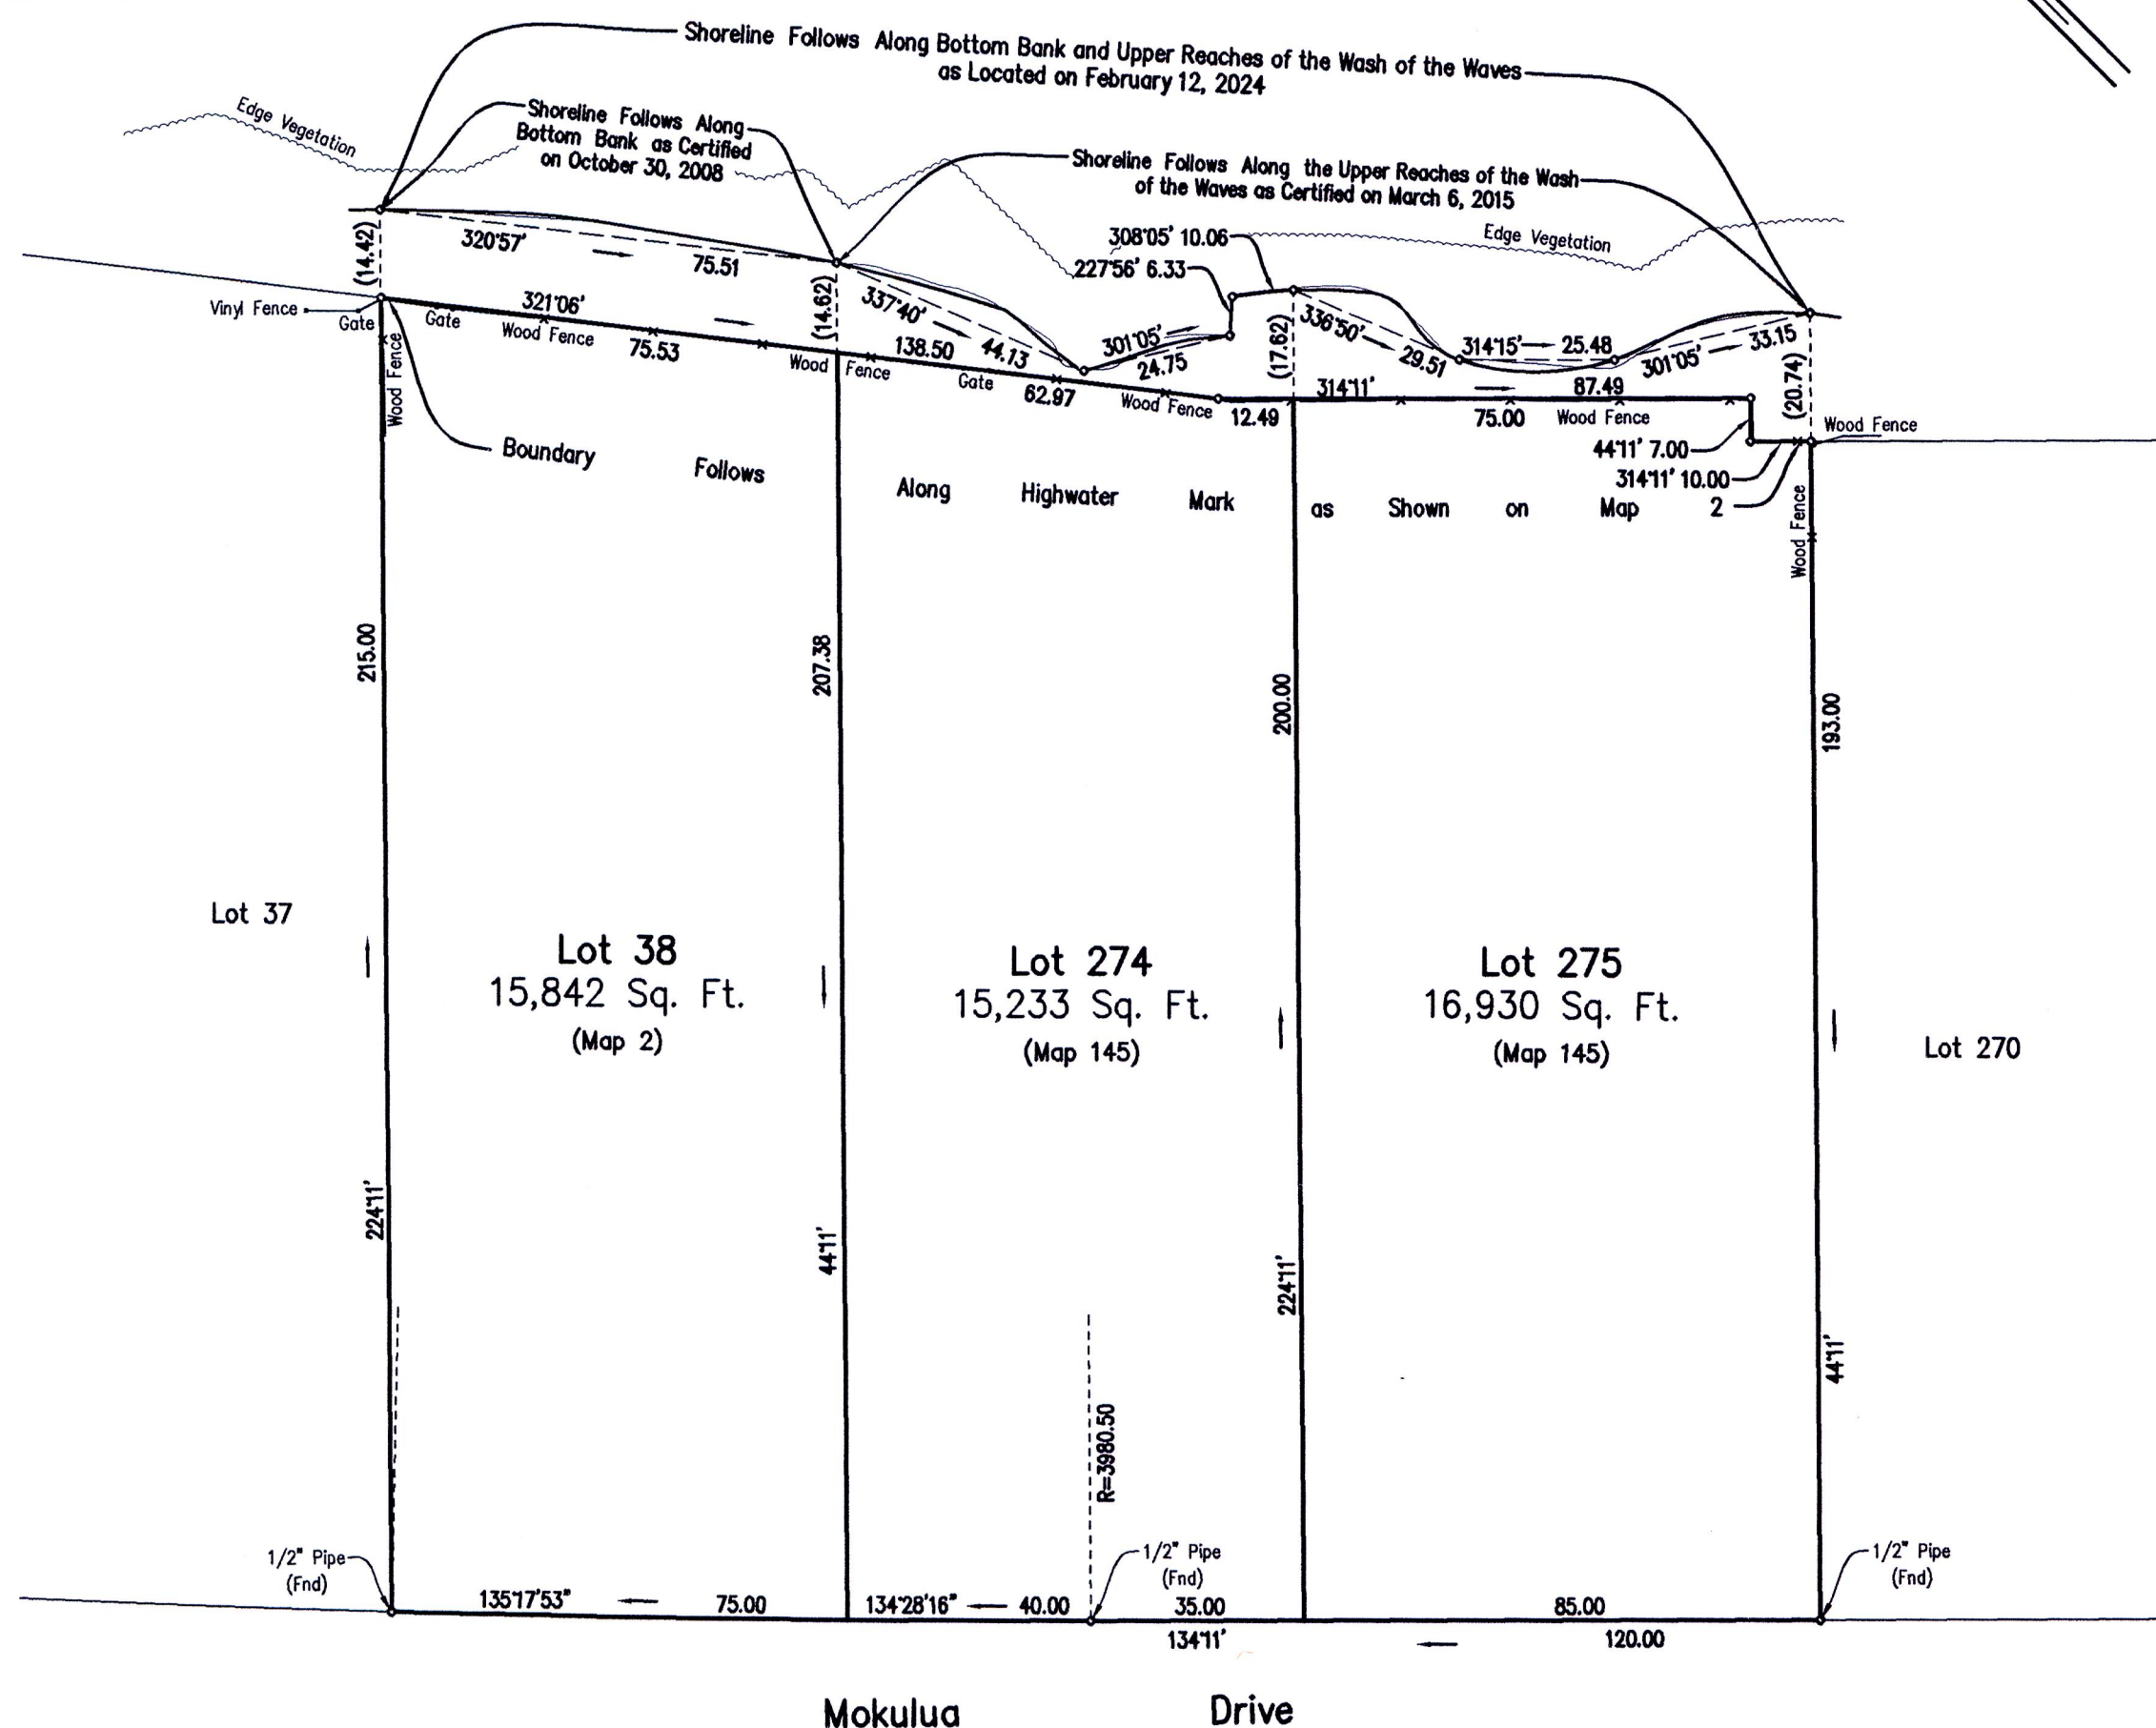 Shoreline Follows Along Bottom Bank and Upper Reaches of the Wash of the Waves
as Located on February 12, 2024
Edge Vegetation
Shoreline Follows Along
Bottom Bank as Certified
on October 30, 2008
Shoreline Follows Along the Upper Reaches of the Wash
of the Waves as Certified on March 6, 2015
Edge Vegetation
308°05' 10.06
227°56' 6.33
(14.42)
320°57'
75.51
(14.62)
337°40'
44.13
301°05'
24.75
(17.62)
336°50'
29.51
314°15' 25.48
301°05' 33.15
(20.74)
Vinyl Fence
Gate
Gate
321°06'
Wood Fence
75.53
Wood Fence
138.50
Gate
62.97
Wood Fence
12.49
314°11'
87.49
75.00
Wood Fence
Wood Fence
44°11' 7.00
314°11' 10.00
2
Wood Fence
Wood Fence
Boundary Follows Along Highwater Mark as Shown on Map
215.00
207.38
200.00
193.00
Lot 37
Lot 38
15,842 Sq. Ft.
(Map 2)
Lot 274
15,233 Sq. Ft.
(Map 145)
Lot 275
16,930 Sq. Ft.
(Map 145)
Lot 270
224°11'
44°11'
224°11'
44°11'
R=3980.50
1/2" Pipe
(Fnd)
1/2" Pipe
(Fnd)
1/2" Pipe
(Fnd)
135°17'53"
75.00
134°28'16"
40.00
35.00
85.00
134°11'
120.00
Mokulua Drive